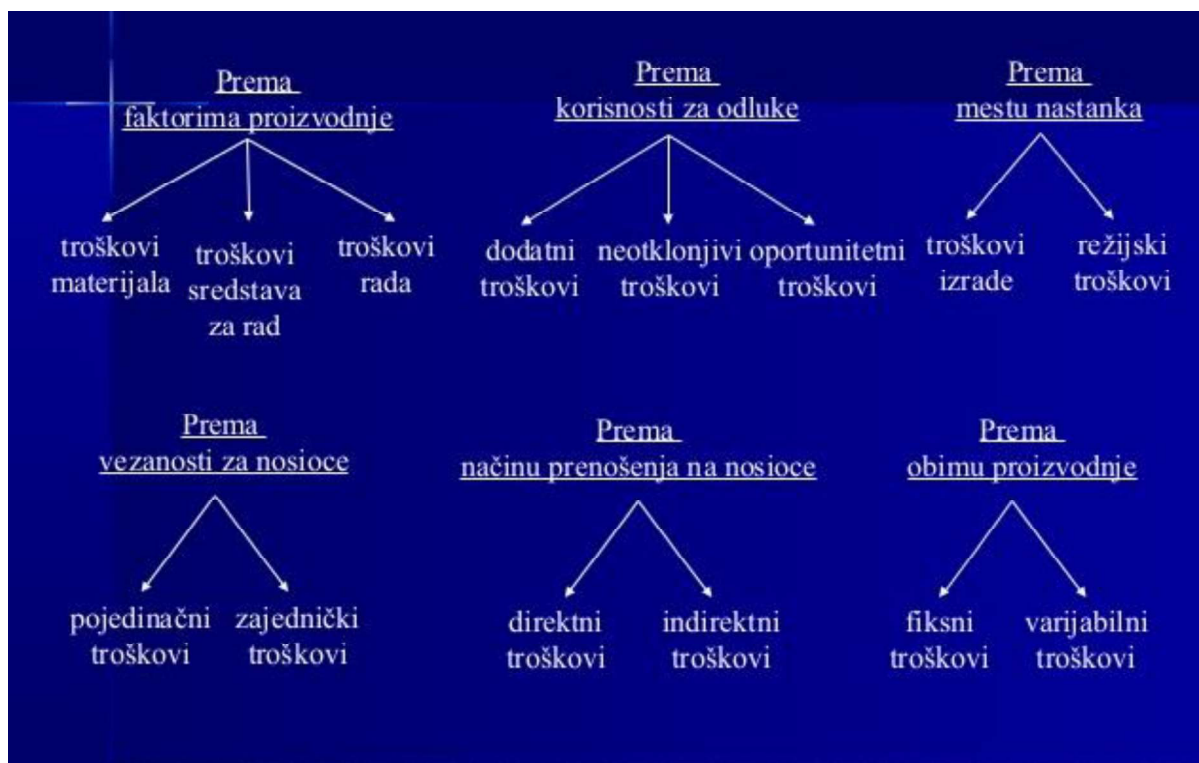 Prema
faktorima proizvodnje
troškovi
materijala
troškovi
sredstava
za rad
troškovi
rada
Prema
korisnosti za odluke
dodatni
troškovi
neotklonjivi
troškovi
oportunitetni
troškovi
Prema
mestu nastanka
troškovi
izrade
režijski
troškovi
Prema
vezanosti za nosioce
pojedinačni
troškovi
zajednički
troškovi
Prema
načinu prenošenja na nosioce
direktni
troškovi
indirektni
troškovi
Prema
obimu proizvodnje
fiksni
troškovi
varijabilni
troškovi